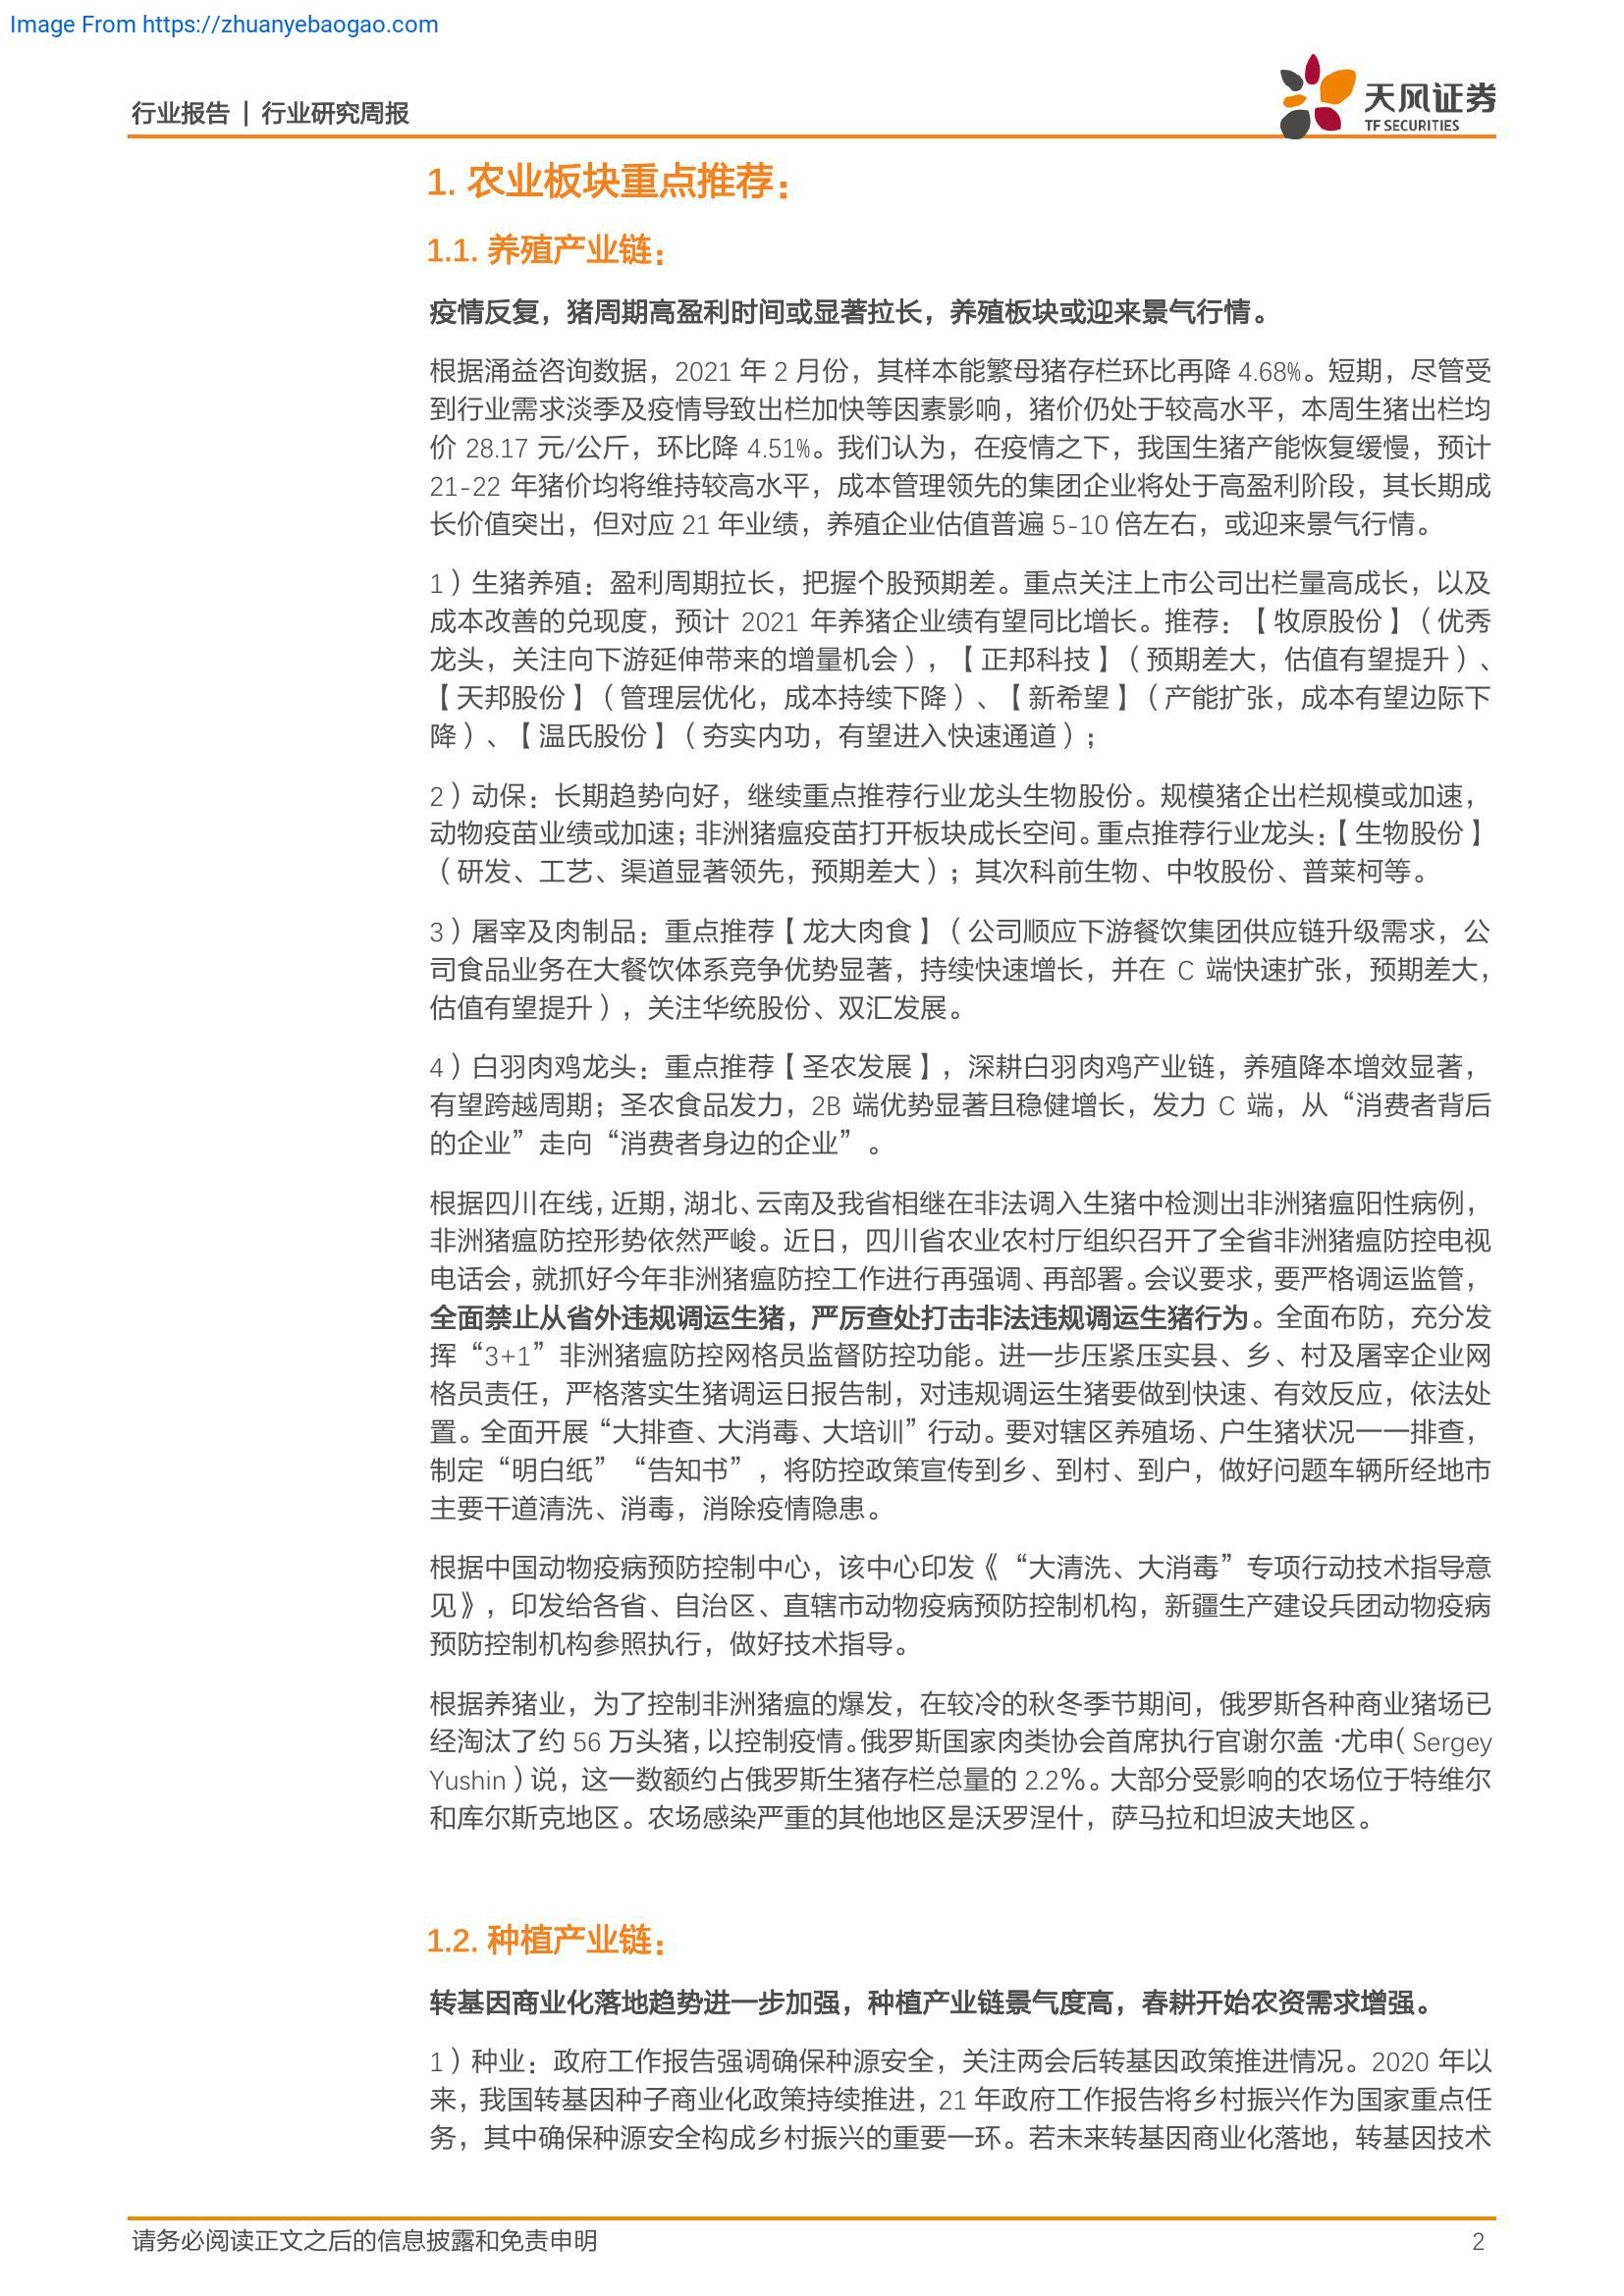 Image From https://zhuanyebaogao.com
行业报告 | 行业研究周报
天风证券
TF SECURITIES
1. 农业板块重点推荐：
1.1. 养殖产业链：
疫情反复，猪周期高盈利时间或显著拉长，养殖板块或迎来景气行情。
根据涌益咨询数据，2021 年 2 月份，其样本能繁母猪存栏环比再降 4.68%。短期，尽管受
到行业需求淡季及疫情导致出栏加快等因素影响，猪价仍处于较高水平，本周生猪出栏均
价 28.17 元/公斤，环比降 4.51%。我们认为，在疫情之下，我国生猪产能恢复缓慢，预计
21-22 年猪价均将维持较高水平，成本管理领先的集团企业将处于高盈利阶段，其长期成
长价值突出，但对应 21 年业绩，养殖企业估值普遍 5-10 倍左右，或迎来景气行情。
1）生猪养殖：盈利周期拉长，把握个股预期差。重点关注上市公司出栏量高成长，以及
成本改善的兑现度，预计 2021 年养猪企业绩有望同比增长。推荐：【牧原股份】（优秀
龙头，关注向下游延伸带来的增量机会），【正邦科技】（预期差大，估值有望提升）、
【天邦股份】（管理层优化，成本持续下降）、【新希望】（产能扩张，成本有望边际下
降）、【温氏股份】（夯实内功，有望进入快速通道）；
2）动保：长期趋势向好，继续重点推荐行业龙头生物股份。规模猪企出栏规模或加速，
动物疫苗业绩或加速；非洲猪瘟疫苗打开板块成长空间。重点推荐行业龙头：【生物股份】
（研发、工艺、渠道显著领先，预期差大）；其次科前生物、中牧股份、普莱柯等。
3）屠宰及肉制品：重点推荐【龙大肉食】（公司顺应下游餐饮集团供应链升级需求，公
司食品业务在大餐饮体系竞争优势显著，持续快速增长，并在 C 端快速扩张，预期差大，
估值有望提升），关注华统股份、双汇发展。
4）白羽肉鸡龙头：重点推荐【圣农发展】，深耕白羽肉鸡产业链，养殖降本增效显著，
有望跨越周期；圣农食品发力，2B 端优势显著且稳健增长，发力 C 端，从“消费者背后
的企业”走向“消费者身边的企业”。
根据四川在线，近期，湖北、云南及我省相继在非法调入生猪中检测出非洲猪瘟阳性病例，
非洲猪瘟防控形势依然严峻。近日，四川省农业农村厅组织召开了全省非洲猪瘟防控电视
电话会，就抓好今年非洲猪瘟防控工作进行再强调、再部署。会议要求，要严格调运监管，
全面禁止从省外违规调运生猪，严厉查处打击非法违规调运生猪行为。全面布防，充分发
挥“3+1”非洲猪瘟防控网格员监督防控功能。进一步压紧压实县、乡、村及屠宰企业网
格员责任，严格落实生猪调运日报告制，对违规调运生猪要做到快速、有效反应，依法处
置。全面开展“大排查、大消毒、大培训”行动。要对辖区养殖场、户生猪状况一一排查，
制定“明白纸”“告知书”，将防控政策宣传到乡、到村、到户，做好问题车辆所经地市
主要干道清洗、消毒，消除疫情隐患。
根据中国动物疫病预防控制中心，该中心印发《“大清洗、大消毒”专项行动技术指导意
见》，印发给各省、自治区、直辖市动物疫病预防控制机构，新疆生产建设兵团动物疫病
预防控制机构参照执行，做好技术指导。
根据养猪业，为了控制非洲猪瘟的爆发，在较冷的秋冬季节期间，俄罗斯各种商业猪场已
经淘汰了约 56 万头猪，以控制疫情。俄罗斯国家肉类协会首席执行官谢尔盖·尤申（Sergey
Yushin）说，这一数额约占俄罗斯生猪存栏总量的 2.2%。大部分受影响的农场位于特维尔
和库尔斯克地区。农场感染严重的其他地区是沃罗涅什，萨马拉和坦波夫地区。
1.2. 种植产业链：
转基因商业化落地趋势进一步加强，种植产业链景气度高，春耕开始农资需求增强。
1）种业：政府工作报告强调确保种源安全，关注两会后转基因政策推进情况。2020 年以
来，我国转基因种子商业化政策持续推进，21 年政府工作报告将乡村振兴作为国家重点任
务，其中确保种源安全构成乡村振兴的重要一环。若未来转基因商业化落地，转基因技术
请务必阅读正文之后的信息披露和免责申明
2